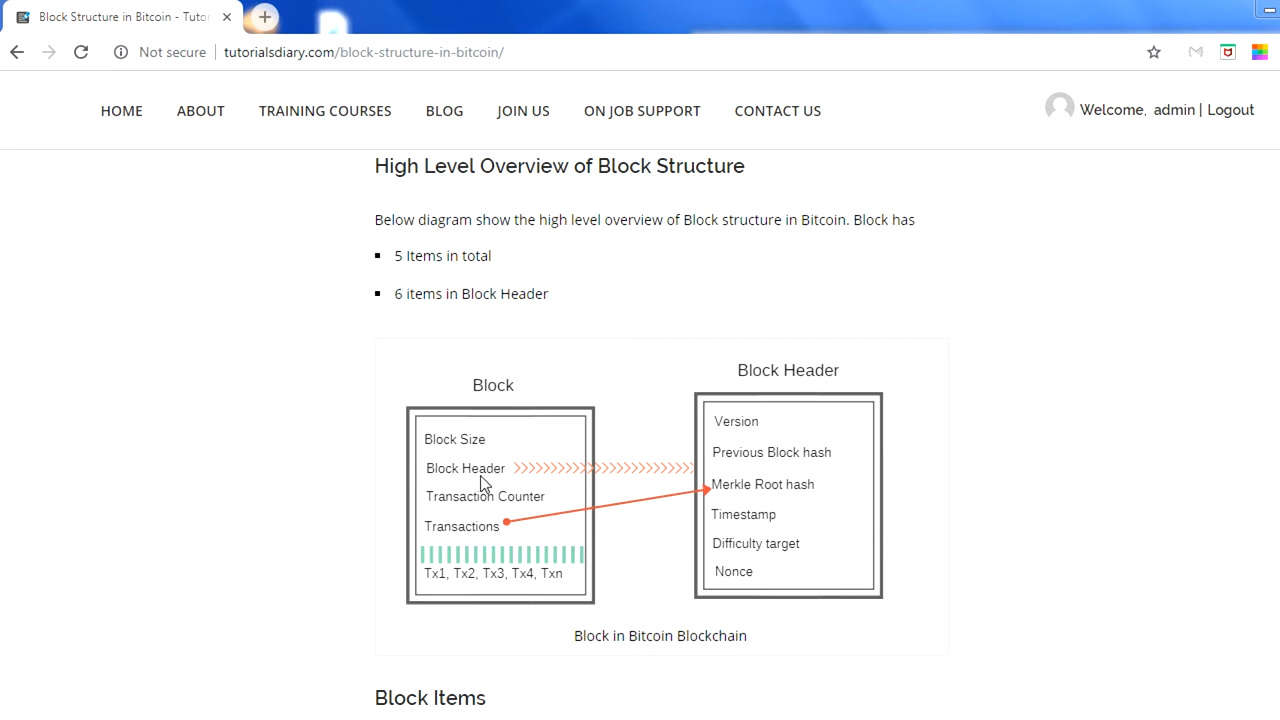 Block Structure in Bitcoin - Tutor
Not secure
tutorialsdiary.com/block-structure-in-bitcoin/
HOME ABOUT TRAINING COURSES BLOG JOIN US ON JOB SUPPORT CONTACT US
Welcome, admin | Logout
High Level Overview of Block Structure
Below diagram show the high level overview of Block structure in Bitcoin. Block has
5 Items in total
6 items in Block Header
Block
Block Size
Block Header
Transaction Counter
Transactions
Tx1, Tx2, Tx3, Tx4, Txn
Block Header
Version
Previous Block hash
Merkle Root hash
Timestamp
Difficulty target
Nonce
Block in Bitcoin Blockchain
Block Items